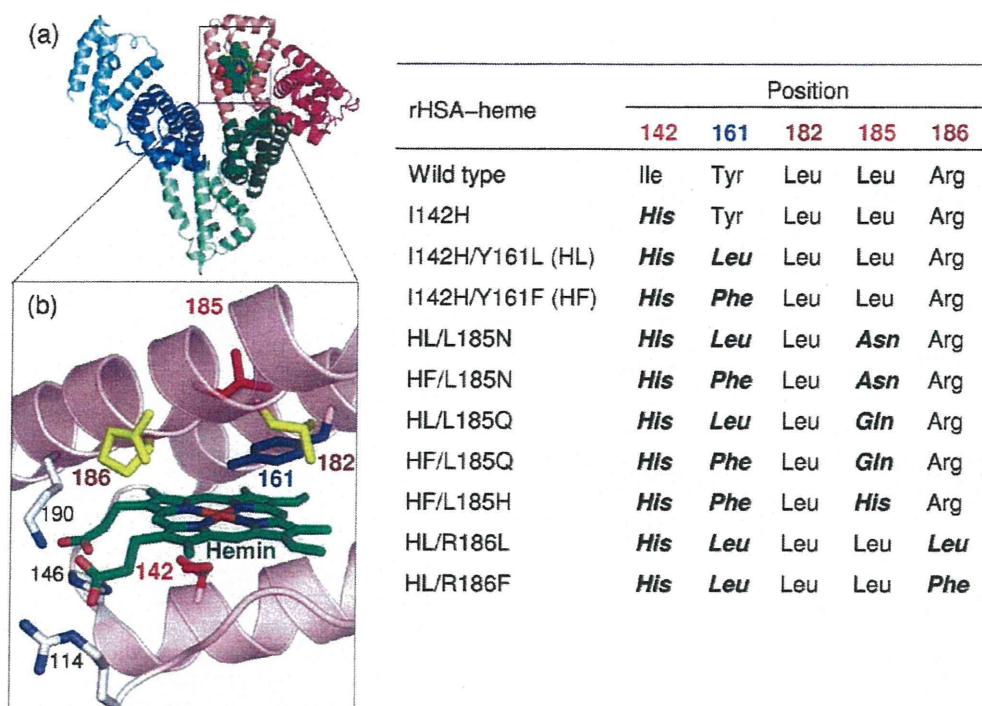 (a)
(b)
185
186
182
161
190
Hemin
142
146
114
rHSA–heme
Position
142 161 182 185 186
Wild type Ile Tyr Leu Leu Arg
I142H His Tyr Leu Leu Arg
I142H/Y161L (HL) His Leu Leu Leu Arg
I142H/Y161F (HF) His Phe Leu Leu Arg
HL/L185N His Leu Leu Asn Arg
HF/L185N His Phe Leu Asn Arg
HL/L185Q His Leu Leu Gln Arg
HF/L185Q His Phe Leu Gln Arg
HF/L185H His Phe Leu His Arg
HL/R186L His Leu Leu Leu Leu
HL/R186F His Leu Leu Leu Phe